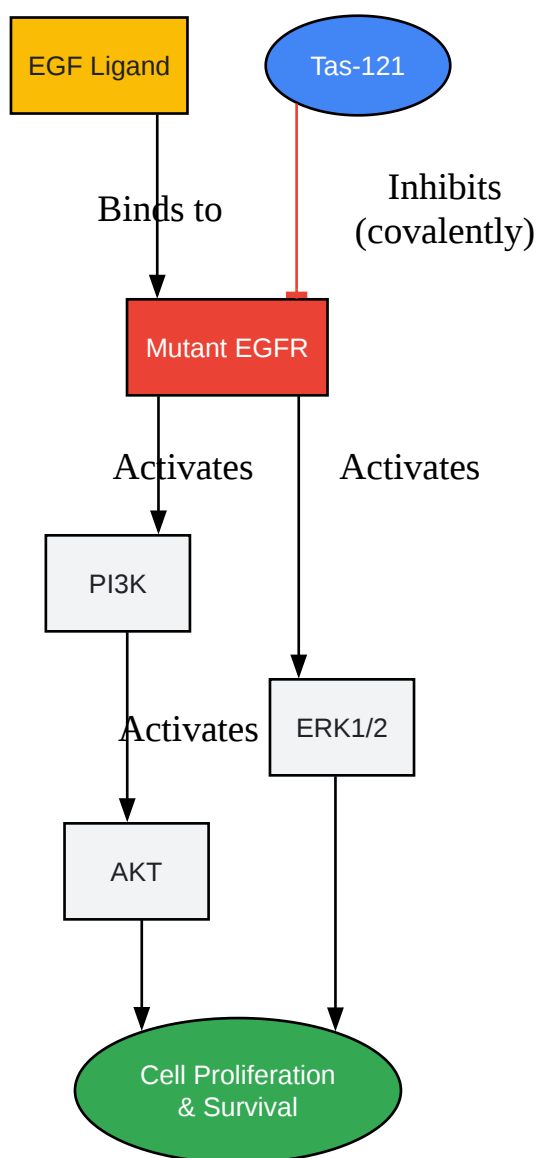 EGF Ligand
Tas-121
Binds to
Inhibits
(covalently)
Mutant EGFR
Activates
Activates
PI3K
Activates
ERK1/2
AKT
Cell Proliferation
& Survival